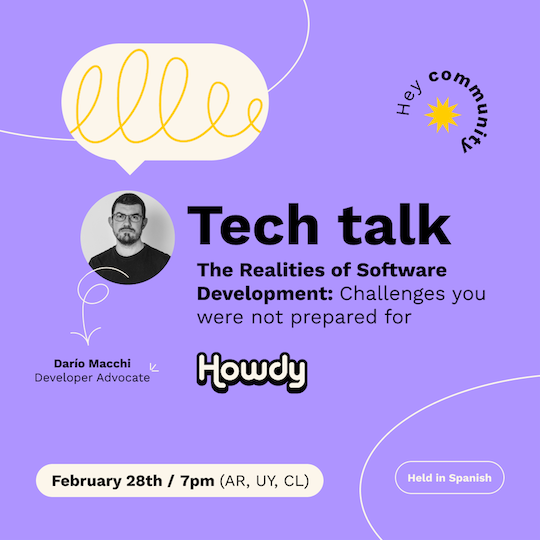 Hey community
Tech talk
The Realities of Software
Development: Challenges you
were not prepared for
Darío Macchi
Developer Advocate
Howdy
February 28th / 7pm (AR, UY, CL)
Held in Spanish